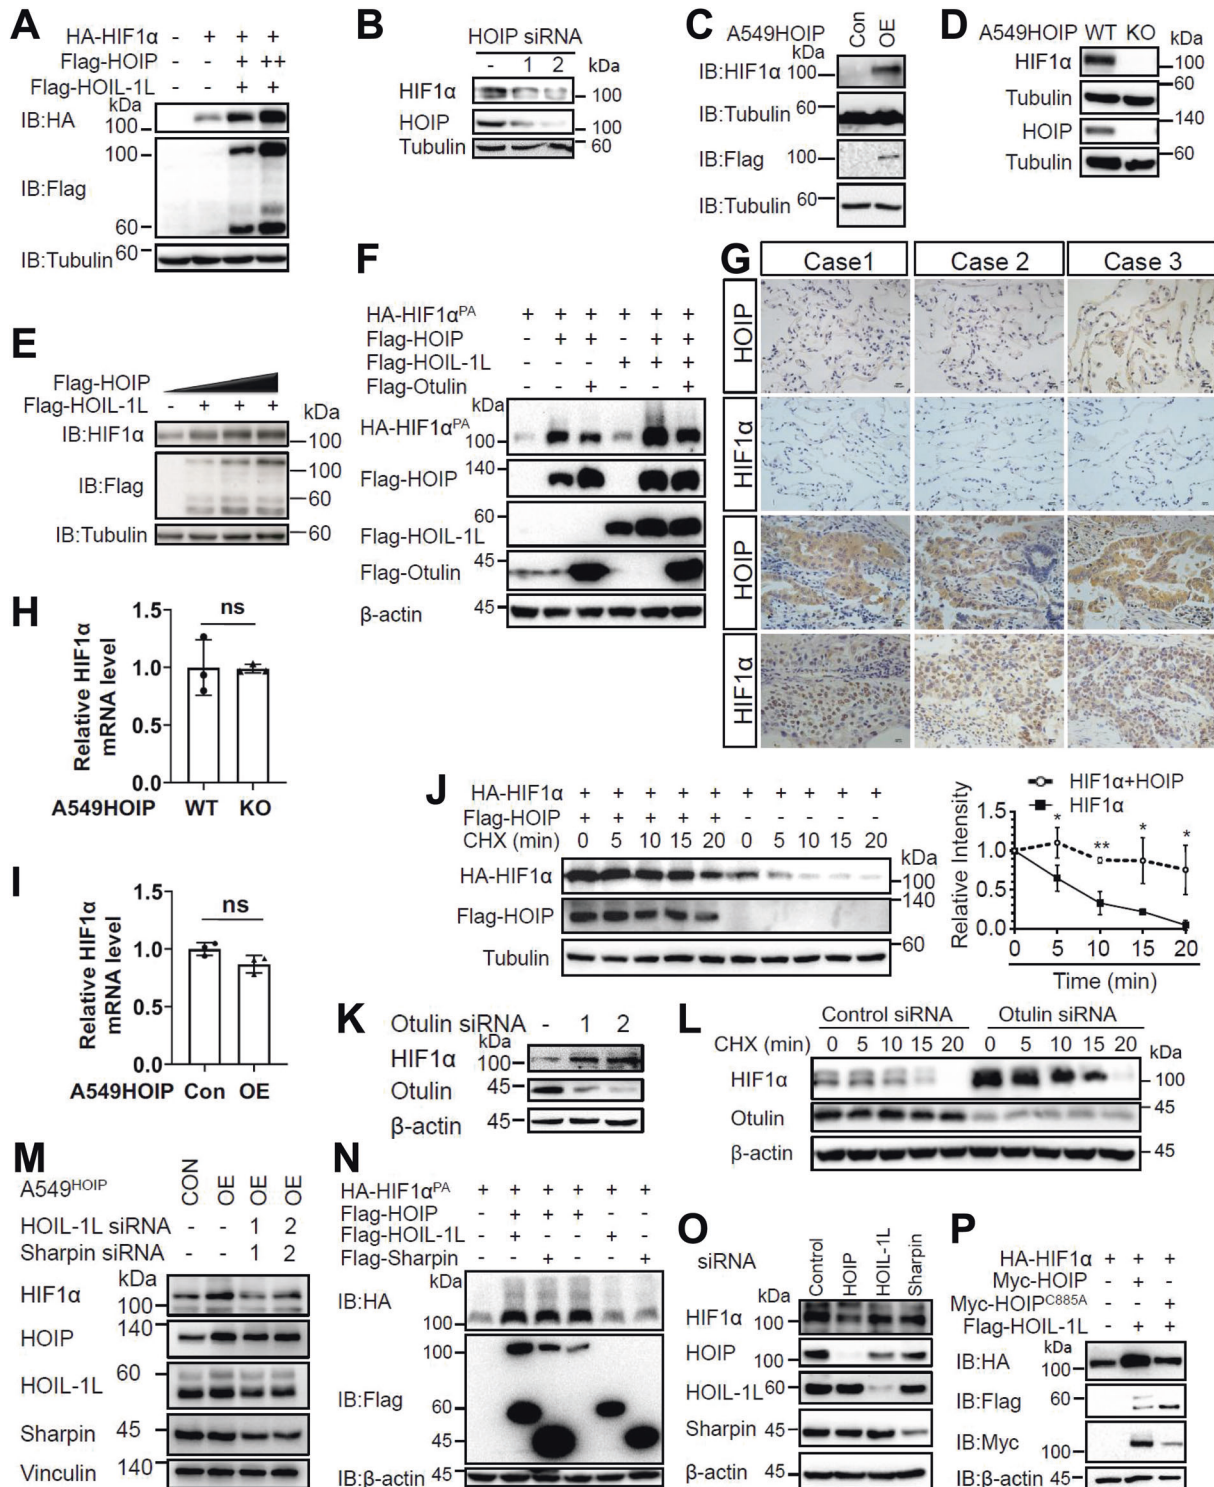 A
HA-HIF1α - + + +
Flag-HOIP - - + ++
Flag-HOIL-1L - - + +
kDa
IB:HA 100
100
IB:Flag
60
IB:Tubulin 60
B
HOIP siRNA
- 1 2 kDa
HIF1α 100
HOIP 100
Tubulin 60
C
A549HOIP Con OE
kDa
IB:HIF1α 100
IB:Tubulin 60
IB:Flag 100
IB:Tubulin 60
D
A549HOIP WT KO
kDa
HIF1α 100
60
Tubulin
140
HOIP
Tubulin 60
E
Flag-HOIP
Flag-HOIL-1L - + + +
kDa
IB:HIF1α 100
100
IB:Flag 60
IB:Tubulin 60
F
HA-HIF1αPA + + + + + +
Flag-HOIP - + + - + +
Flag-HOIL-1L - - - + + +
Flag-Otulin - - + - - +
kDa
HA-HIF1αPA 100
Flag-HOIP 140
Flag-HOIL-1L 60
Flag-Otulin 45
β-actin 45
G
Case1 Case 2 Case 3
HOIP
HIF1α
HOIP
HIF1α
H
Relative HIF1α
mRNA level
1.5
1.0
0.5
0.0
ns
A549HOIP WT KO
I
Relative HIF1α
mRNA level
1.5
1.0
0.5
0.0
ns
A549HOIP Con OE
J
HA-HIF1α + + + + + + + + + +
Flag-HOIP + + + + + - - - - -
CHX (min) 0 5 10 15 20 0 5 10 15 20
kDa
HA-HIF1α 100
140
Flag-HOIP
60
Tubulin
HIF1α+HOIP
HIF1α
Relative Intensity
1.5
1.0
0.5
0.0
* ** * *
0 5 10 15 20
Time (min)
K
Otulin siRNA - 1 2
kDa
HIF1α 100
Otulin 45
β-actin 45
L
Control siRNA Otulin siRNA
CHX (min) 0 5 10 15 20 0 5 10 15 20
kDa
HIF1α 100
Otulin 45
β-actin 45
M
A549HOIP CON OE OE OE
HOIL-1L siRNA - - 1 2
Sharpin siRNA - - 1 2
kDa
HIF1α 100
HOIP 140
HOIL-1L 60
Sharpin 45
Vinculin 140
N
HA-HIF1αPA + + + + + +
Flag-HOIP - + + + - -
Flag-HOIL-1L - + - - + -
Flag-Sharpin - - + - - +
kDa
IB:HA
100
100
IB:Flag 60
45
IB:β-actin 45
O
siRNA Control HOIP HOIL-1L Sharpin
kDa
HIF1α 100
HOIP 100
HOIL-1L 60
Sharpin 45
β-actin 45
P
HA-HIF1α + + +
Myc-HOIP - + -
Myc-HOIPC885A - - +
Flag-HOIL-1L - + +
kDa
IB:HA 100
IB:Flag 60
IB:Myc 100
IB:β-actin 45